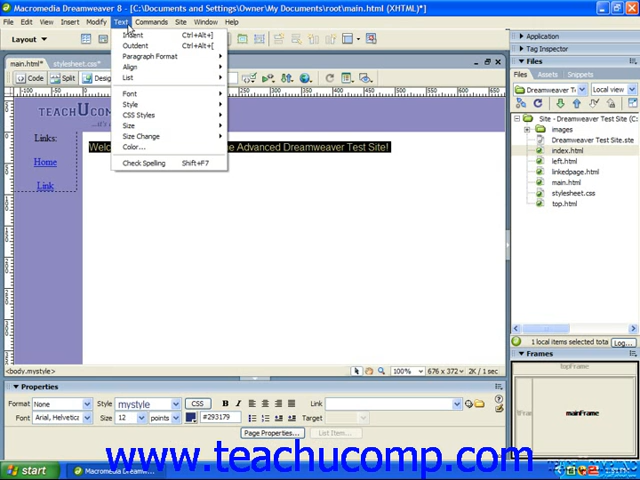 Macromedia Dreamweaver 8 - [C:\Documents and Settings\Owner\My Documents\root\main.html (XHTML)*]
File Edit View Insert Modify Text Commands Site Window Help
Layout
Indent Ctrl+Alt+]
Outdent Ctrl+Alt+[
Paragraph Format
Align
List
Font
Style
CSS Styles
Size
Size Change
Color...
Check Spelling Shift+F7
main.html* stylesheet.css*
Code Split
TEACHUCOMP
Links:
Home
Link
the Advanced Dreamweaver Test Site!
<body.mystyle>
100% 676 x 372 2K / 1 sec
Properties
Format None Style mystyle CSS B I Link
Font Arial, Helvetica Size 12 points #293179 Target
Page Properties... List Item...
Application
Tag Inspector
Files
Files Assets Snippets
Dreamweaver Test Local view
Site - Dreamweaver Test Site (C:
images
Dreamweaver Test Site.ste
index.html
left.html
linkedpage.html
main.html
stylesheet.css
top.html
1 local items selected tota Log...
Frames
topFrame
mainFrame
www.teachucomp.com
start